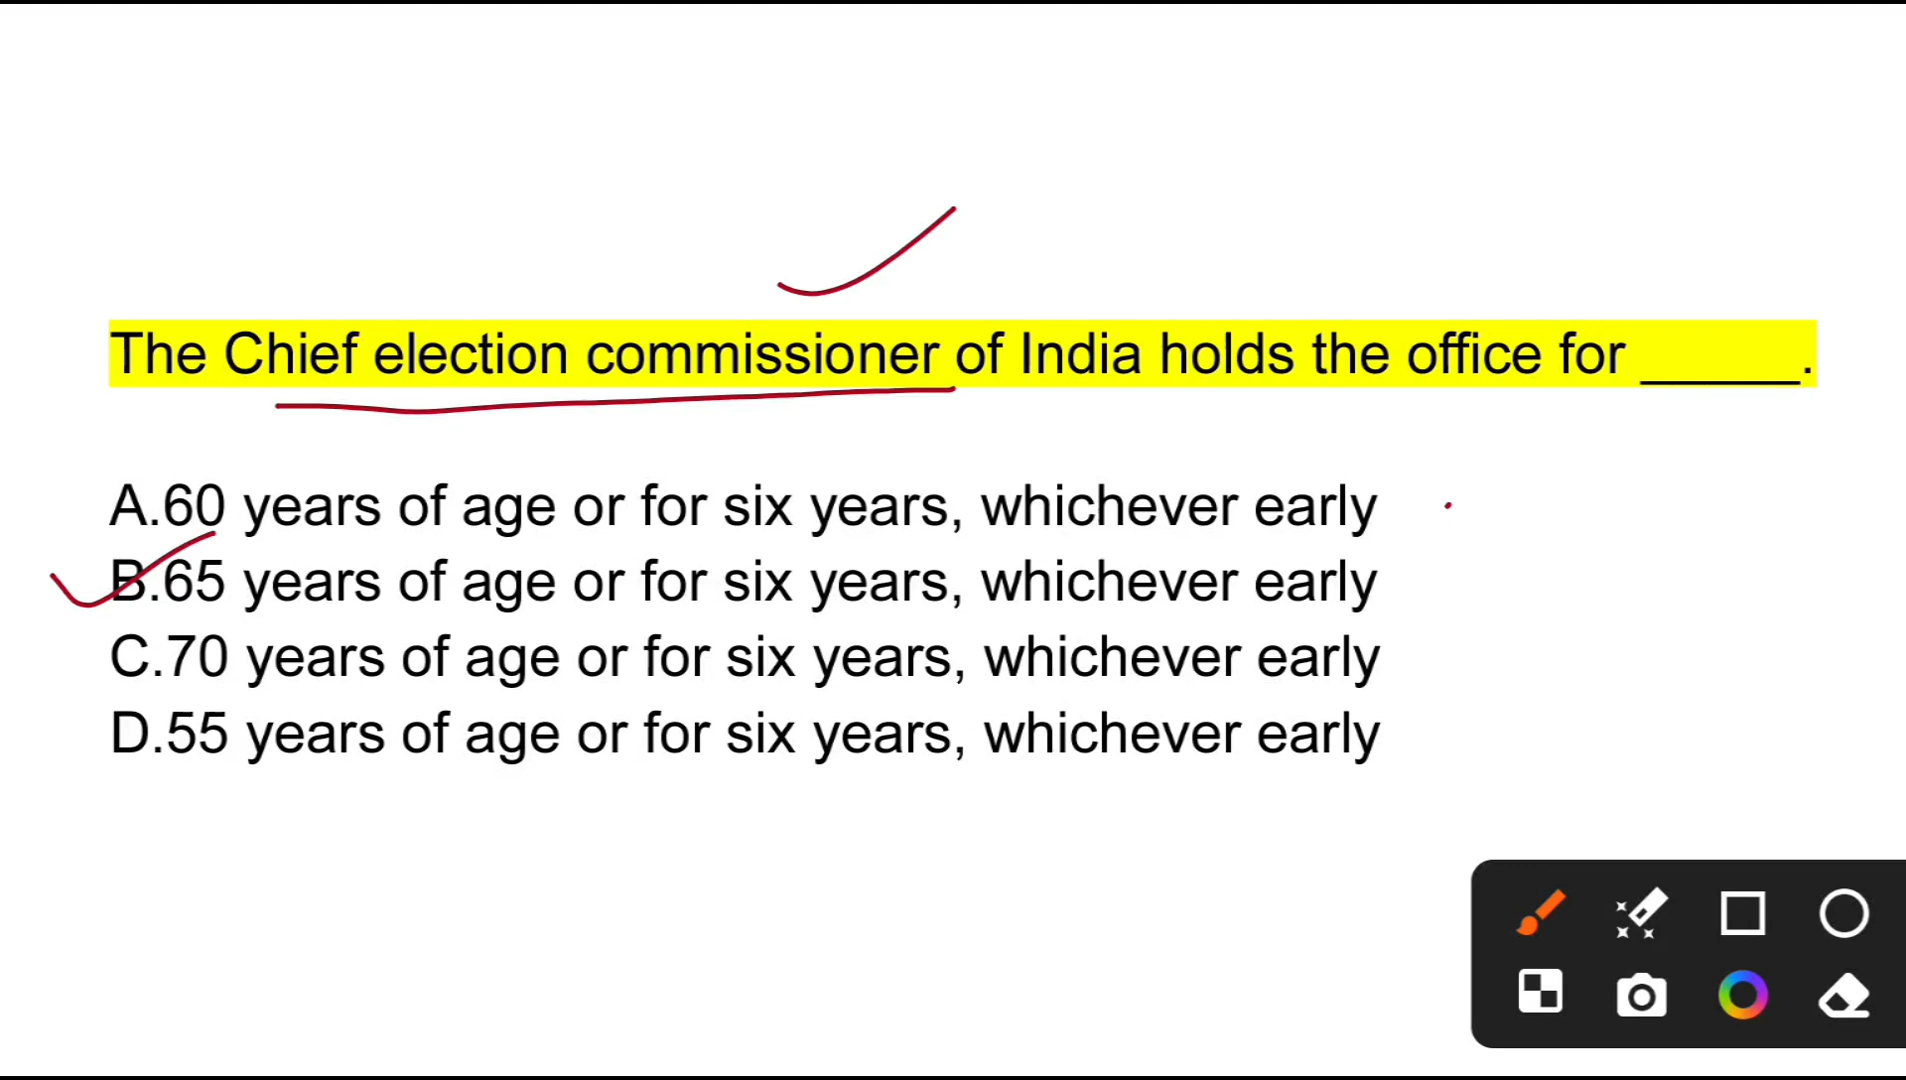 The Chief election commissioner of India holds the office for _____.
A.60 years of age or for six years, whichever early
B.65 years of age or for six years, whichever early
C.70 years of age or for six years, whichever early
D.55 years of age or for six years, whichever early